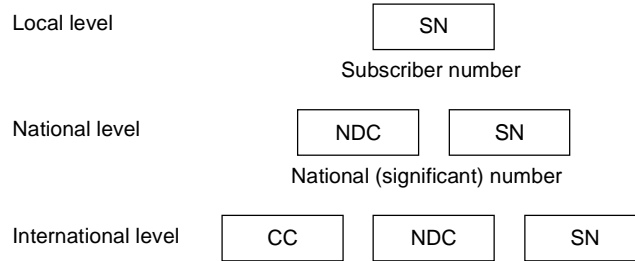 Local level SN
Subscriber number
National level NDC SN
National (significant) number
International level CC NDC SN